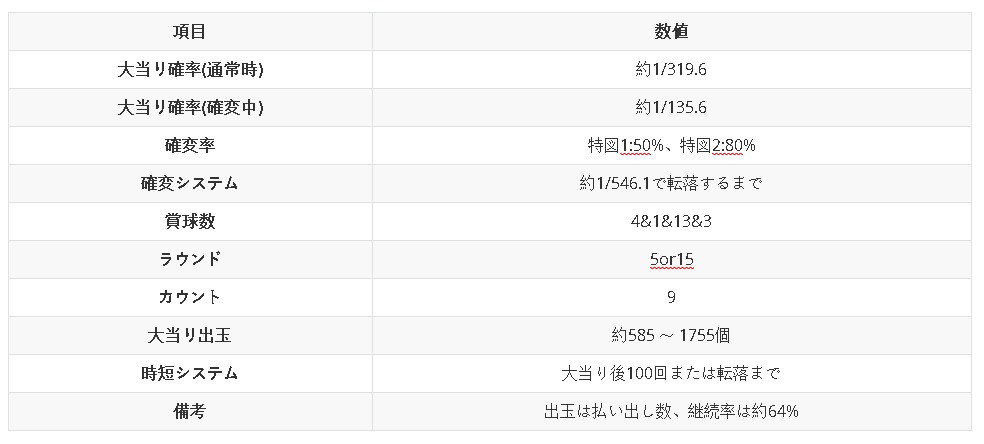 項目 数値
大当り確率(通常時) 約1/319.6
大当り確率(確変中) 約1/135.6
確変率 特図1:50%、特図2:80%
確変システム 約1/546.1で転落するまで
賞球数 4&1&13&3
ラウンド 5or15
カウント 9
大当り出玉 約585 ～ 1755個
時短システム 大当り後100回または転落まで
備考 出玉は払い出し数、継続率は約64%